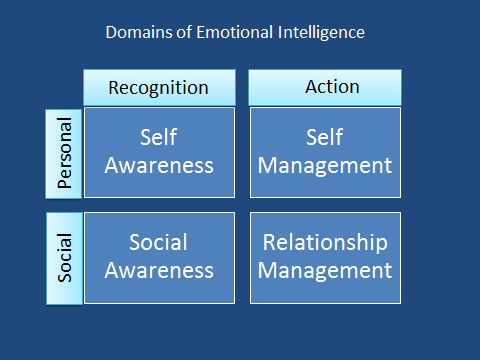 Domains of Emotional Intelligence
Recognition
Action
Personal
Self
Awareness
Self
Management
Social
Social
Awareness
Relationship
Management